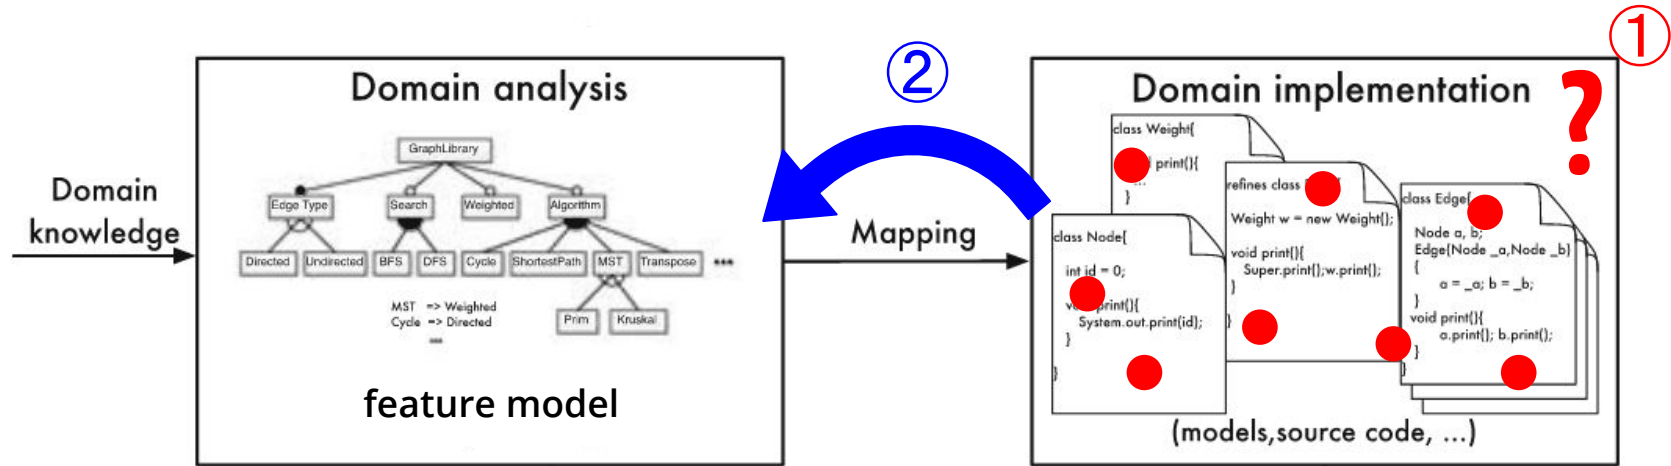 ①
②
Domain analysis
Domain implementation
?
GraphLibrary
Edge Type
Search
Weighted
Algorithm
Directed
Undirected
BFS
DFS
Cycle
ShortestPath
MST
Transpose
•••
MST => Weighted
Cycle => Directed
Prim
Kruskal
feature model
Domain
knowledge
Mapping
class Weight{
print(){
...
}
refines class
Weight w = new Weight();
void print(){
Super.print();w.print();
}
}
class Edge{
Node a, b;
Edge(Node _a,Node _b)
{
a = _a; b = _b;
}
void print(){
a.print(); b.print();
}
}
class Node{
int id = 0;
print(){
System.out.print(id);
}
}
(models,source code, ...)